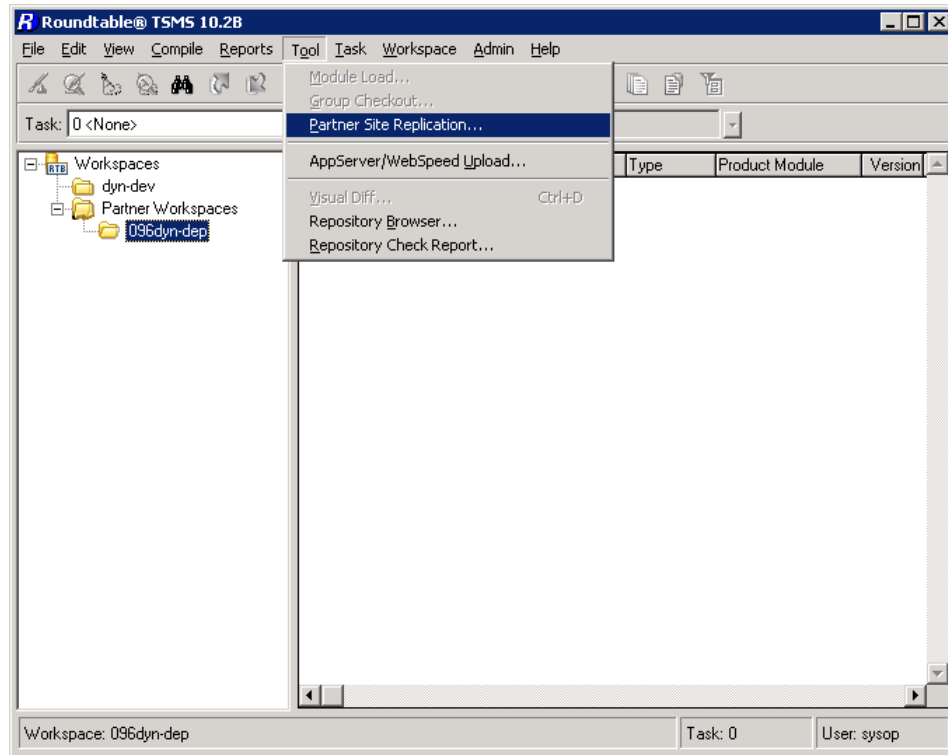 Roundtable® TSMS 10.2B
File Edit View Compile Reports Tool Task Workspace Admin Help
Module Load...
Group Checkout...
Task: 0 <None>
Partner Site Replication...
AppServer/WebSpeed Upload...
Visual Diff... Ctrl+D
Repository Browser...
Repository Check Report...
RTB Workspaces
dyn-dev
Partner Workspaces
096dyn-dep
Type Product Module Version
Workspace: 096dyn-dep Task: 0 User: sysop